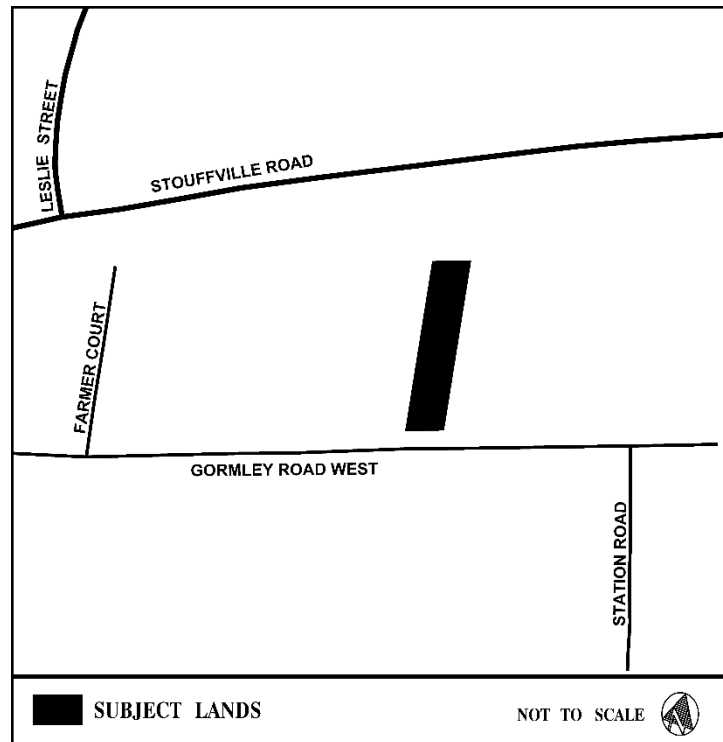 LESLIE STREET
STOUFFVILLE ROAD
FARMER COURT
GORMLEY ROAD WEST
STATION ROAD
SUBJECT LANDS
NOT TO SCALE